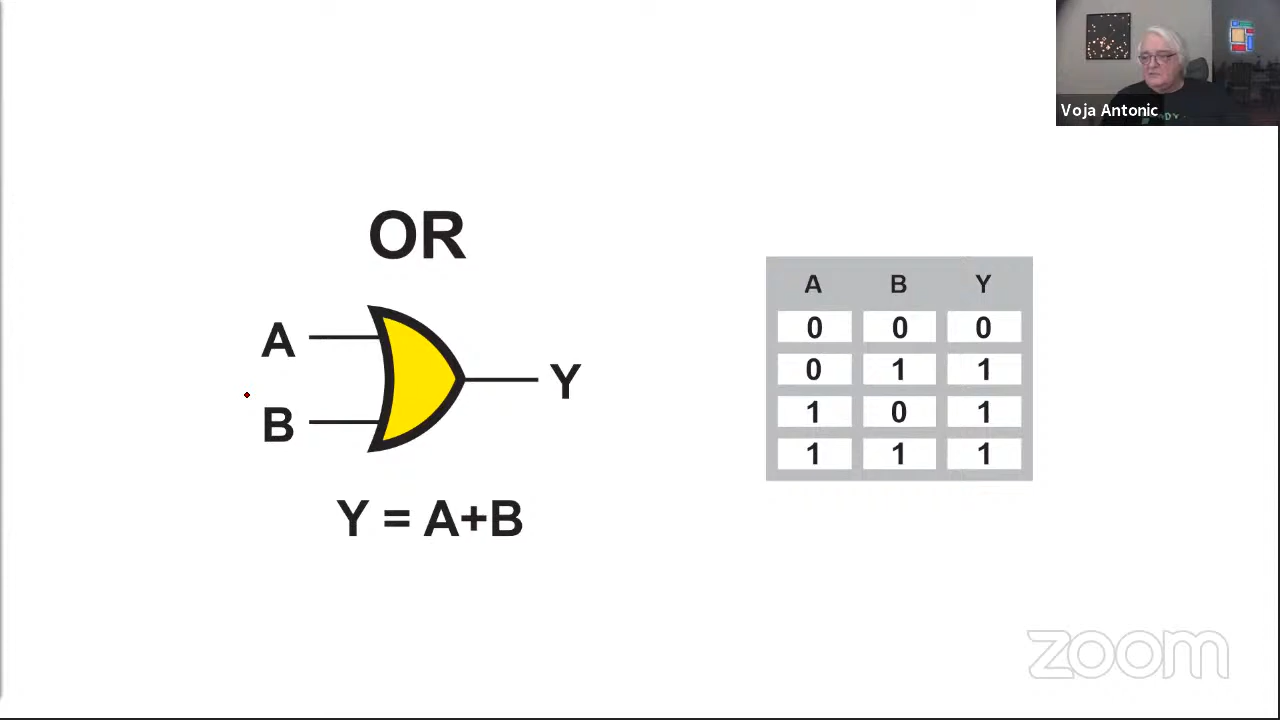 Voja Antonic
OR
A
B
Y
Y = A+B
A B Y
0 0 0
0 1 1
1 0 1
1 1 1
zoom